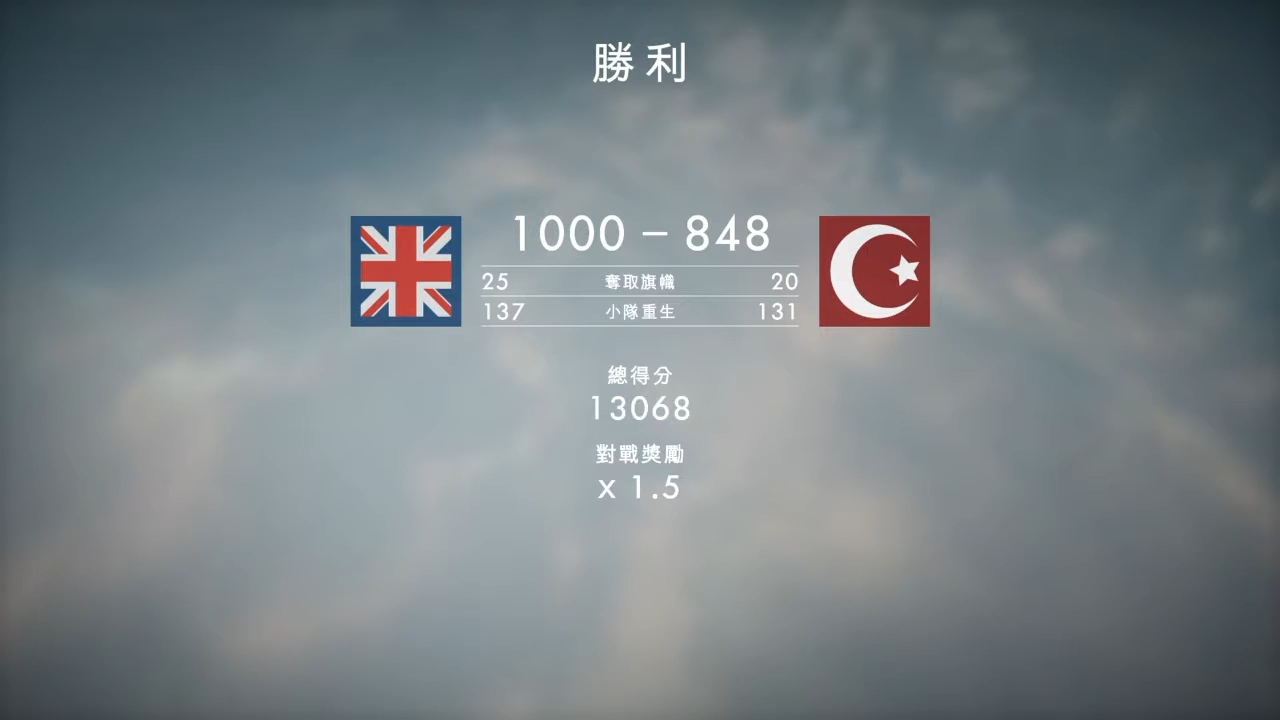 勝利
1000 – 848
25 奪取旗幟 20
137 小隊重生 131
總得分
13068
對戰獎勵
x 1.5